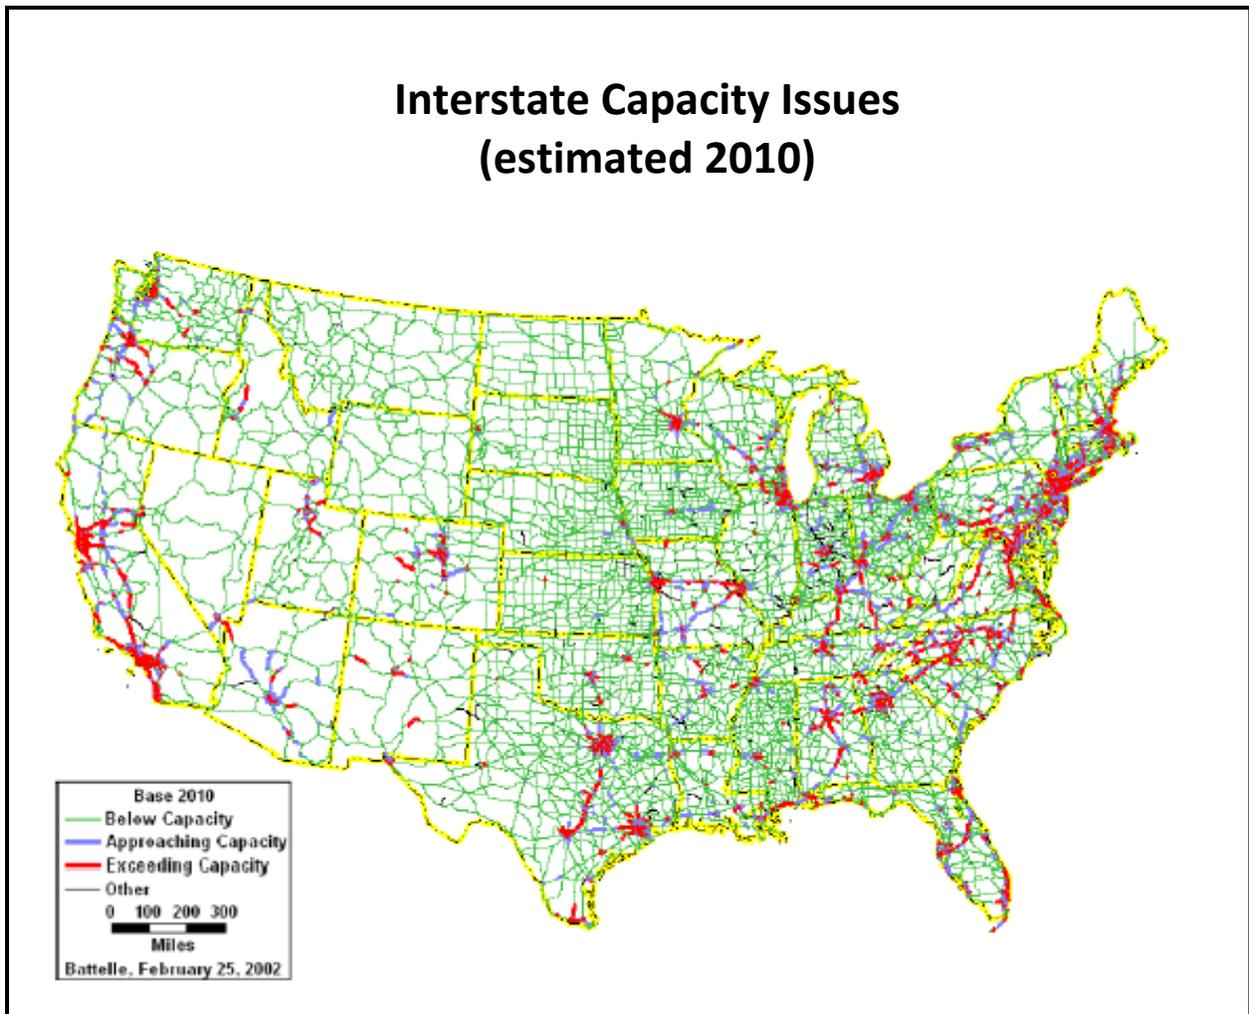 Interstate Capacity Issues
(estimated 2010)
Base 2010
Below Capacity
Approaching Capacity
Exceeding Capacity
Other
0 100 200 300
Miles
Battelle, February 25, 2002